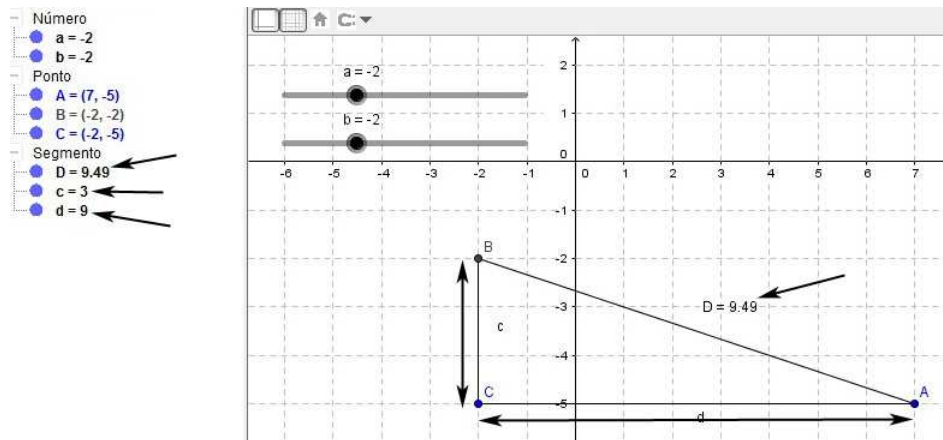 Número
a = -2
b = -2
Ponto
A = (7, -5)
B = (-2, -2)
C = (-2, -5)
Segmento
D = 9.49
c = 3
d = 9
a = -2
b = -2
2
1
0
-6 -5 -4 -3 -2 -1 0 1 2 3 4 5 6 7
-1
B
-2
-3
D = 9.49
c
-4
C
A
-5
d